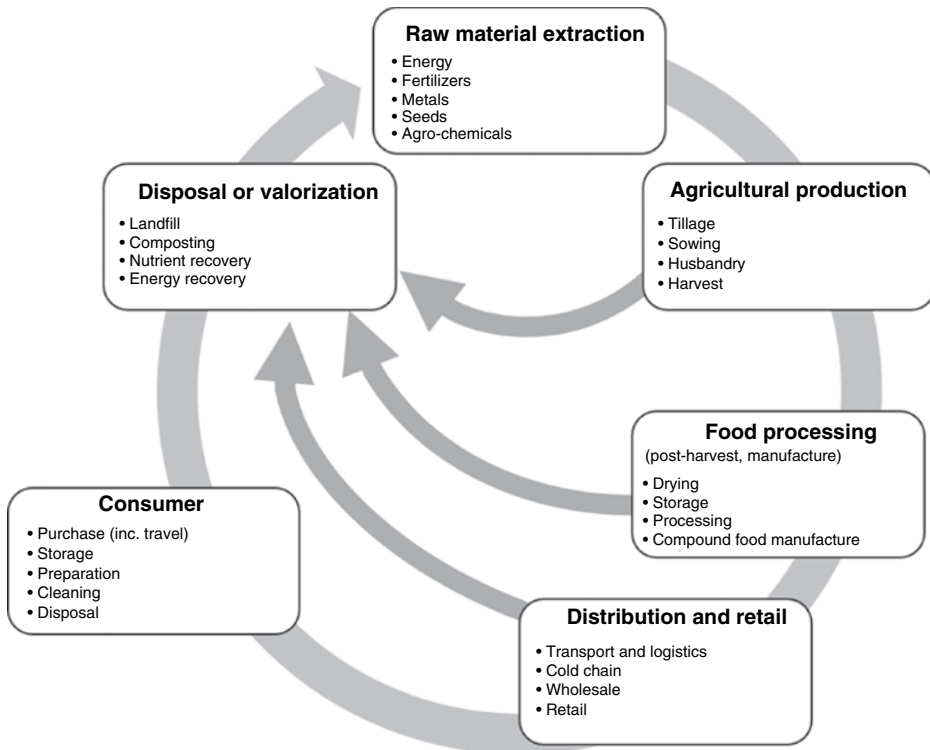 Raw material extraction
• Energy
• Fertilizers
• Metals
• Seeds
• Agro-chemicals
Disposal or valorization
• Landfill
• Composting
• Nutrient recovery
• Energy recovery
Agricultural production
• Tillage
• Sowing
• Husbandry
• Harvest
Food processing
(post-harvest, manufacture)
• Drying
• Storage
• Processing
• Compound food manufacture
Consumer
• Purchase (inc. travel)
• Storage
• Preparation
• Cleaning
• Disposal
Distribution and retail
• Transport and logistics
• Cold chain
• Wholesale
• Retail